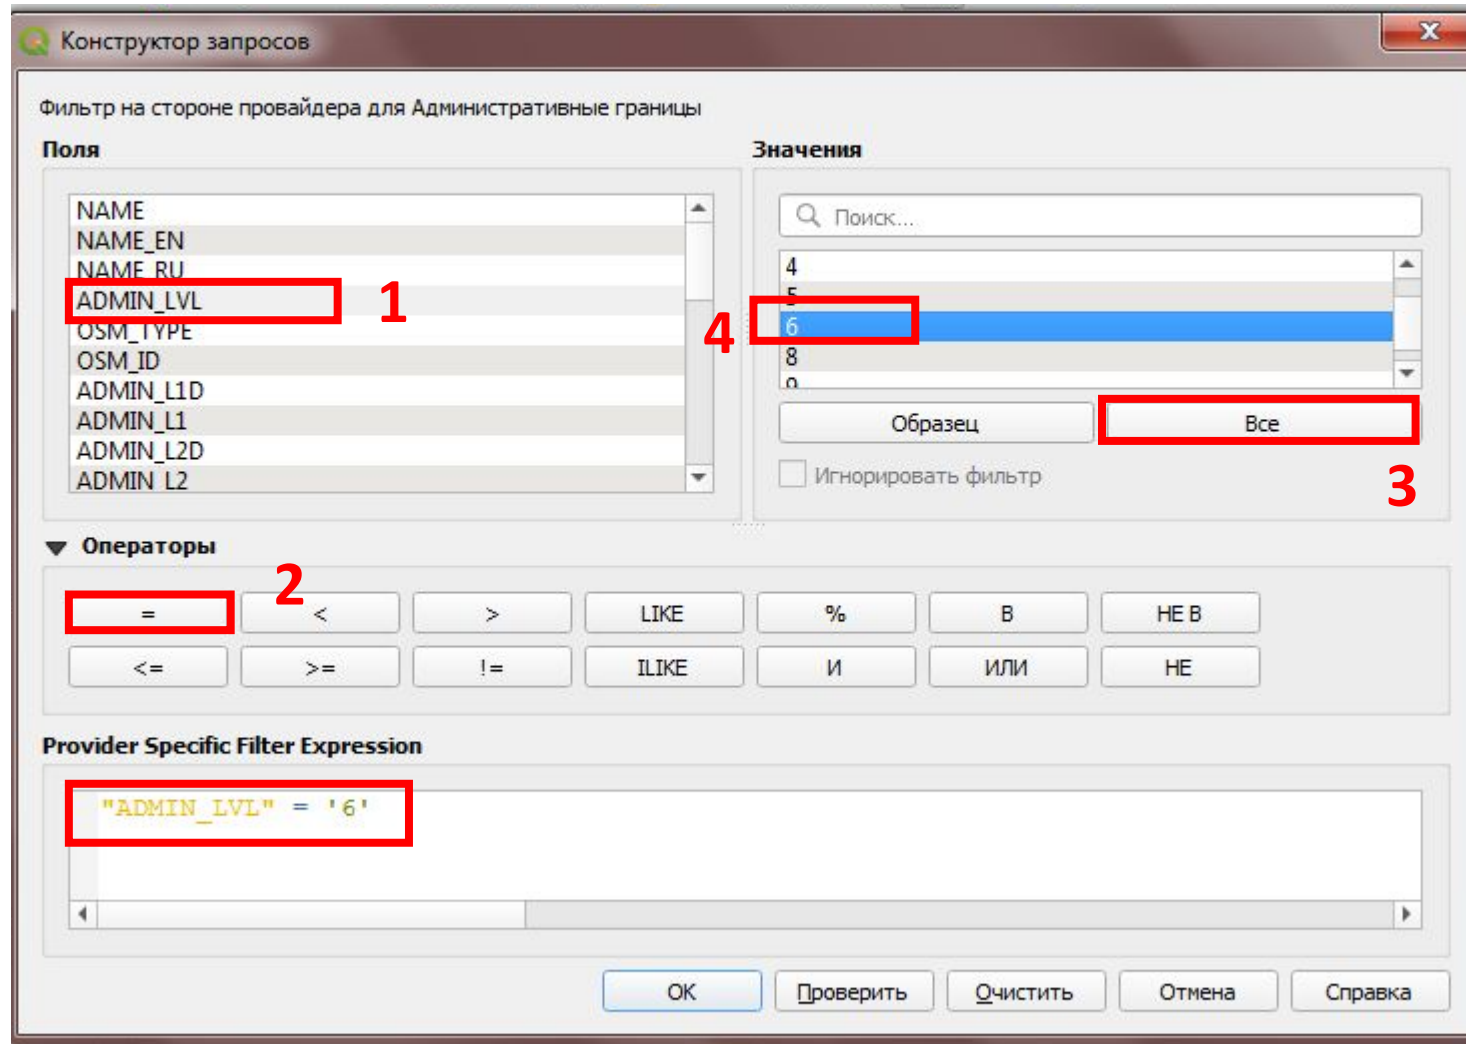 Конструктор запросов
x
Фильтр на стороне провайдера для Административные границы
Поля
NAME
NAME_EN
NAME_RU
ADMIN_LVL
1
OSM_TYPE
OSM_ID
ADMIN_L1D
ADMIN_L1
ADMIN_L2D
ADMIN_L2
Значения
Поиск...
4
5
6
4
8
9
Образец
Все
Игнорировать фильтр
3
Операторы
2
= < > LIKE % В НЕ В
<= >= != ILIKE И ИЛИ НЕ
Provider Specific Filter Expression
"ADMIN_LVL" = '6'
OK Проверить Очистить Отмена Справка